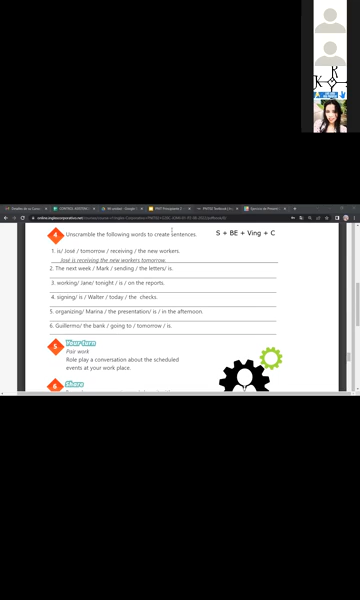 online.inglescorporativo.net
4. Unscramble the following words to create sentences.
S + BE + Ving + C
1. is/ José / tomorrow / receiving / the new workers.
José is receiving the new workers tomorrow.
2. The next week / Mark / sending / the letters/ is.
3. working/ Jane/ tonight / is / on the reports.
4. signing/ is / Walter / today / the checks.
5. organizing/ Marina / the presentation/ is / in the afternoon.
6. Guillermo/ the bank / going to / tomorrow / is.
5. Your turn
Pair work
Role play a conversation about the scheduled
events at your work place.
6. Share